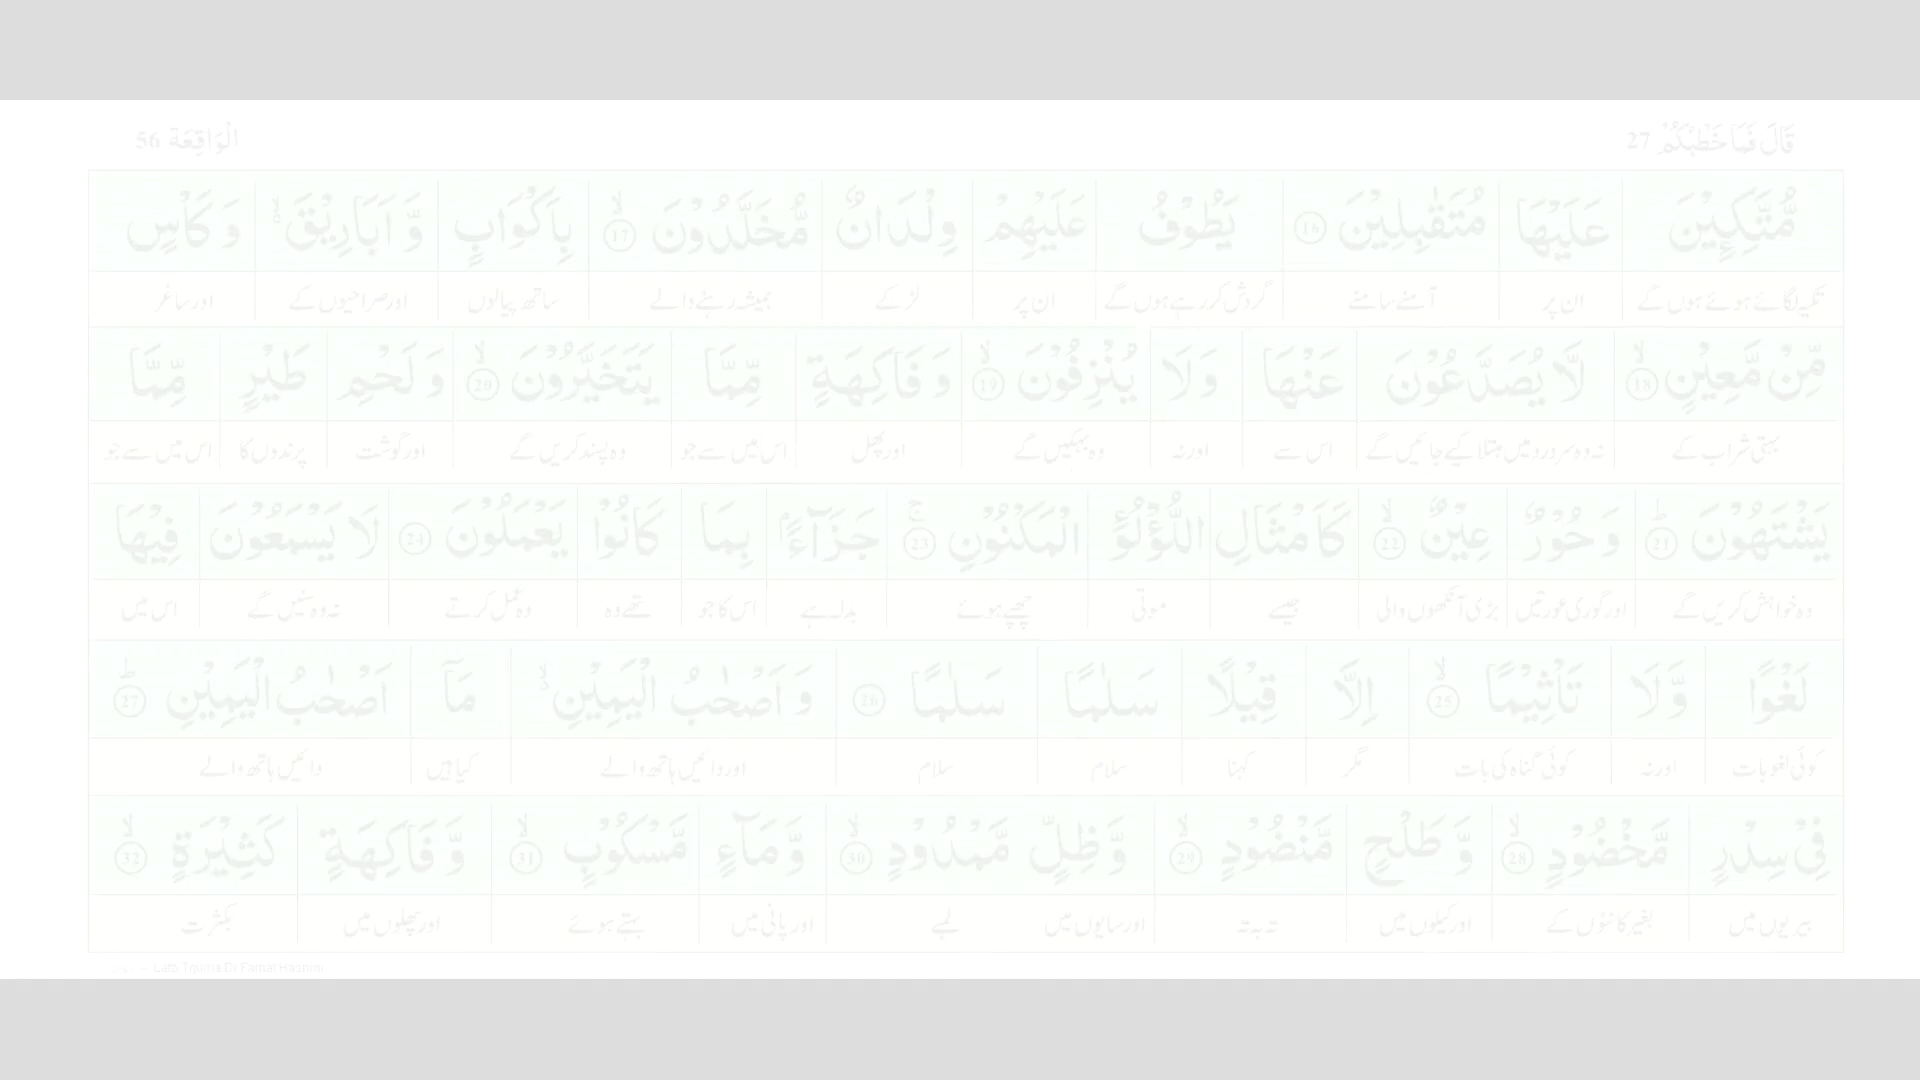 قَالَ فَمَا خَطْبُكُمْ 27 الْوَاقِعَة 56
مُّتَّكِـِٕيْنَ عَلَيْهَا مُتَقٰبِلِيْنَ 16 يَطُوْفُ عَلَيْهِمْ وِلْدَانٌ مُّخَلَّدُوْنَ ۙ 17 بِاَكْوَابٍ وَّ اَبَارِيْقَ ۙ وَ كَاْسٍ
تکیہ لگائے ہوئے ہوں گے ان پر آمنے سامنے گردش کر رہے ہوں گے ان پر لڑکے ہمیشہ رہنے والے ساتھ پیالوں اور صراحیوں کے اور ساغر
مِّنْ مَّعِيْنٍ ۙ 18 لَّا يُصَدَّعُوْنَ عَنْهَا وَ لَا يُنْزِفُوْنَ ۙ 19 وَ فَاكِهَةٍ مِّمَّا يَتَخَيَّرُوْنَ ۙ 20 وَ لَحْمِ طَيْرٍ مِّمَّا
بہتی شراب کے نہ وہ سر درد میں مبتلا کیے جائیں گے اس سے اور نہ وہ بہکیں گے اور پھل اس میں سے جو وہ پسند کریں گے اور گوشت پرندوں کا اس میں سے جو
يَشْتَهُوْنَ ؕ 21 وَ حُوْرٌ عِيْنٌ ۙ 22 كَاَمْثَالِ اللُّؤْلُؤِ الْمَكْنُوْنِ ۚ 23 جَزَآءًۢ بِمَا كَانُوْا يَعْمَلُوْنَ 24 لَا يَسْمَعُوْنَ فِيْهَا
وہ خواہش کریں گے اور گوری عورتیں بڑی آنکھوں والی جیسے موتی چھپے ہوئے بدلہ ہے اس کا جو تھے وہ وہ عمل کرتے نہ وہ سنیں گے اس میں
لَغْوًا وَّ لَا تَاْثِيْمًا ۙ 25 اِلَّا قِيْلًا سَلٰمًا سَلٰمًا 26 وَ اَصْحٰبُ الْيَمِيْنِ ۙ مَاۤ اَصْحٰبُ الْيَمِيْنِ ؕ 27
کوئی لغو بات اور نہ کوئی گناہ کی بات مگر کہنا سلام سلام اور دائیں ہاتھ والے کیا ہیں دائیں ہاتھ والے
فِيْ سِدْرٍ مَّخْضُوْدٍ ۙ 28 وَّ طَلْحٍ مَّنْضُوْدٍ ۙ 29 وَّ ظِلٍّ مَّمْدُوْدٍ ۙ 30 وَّ مَآءٍ مَّسْكُوْبٍ ۙ 31 وَّ فَاكِهَةٍ كَثِيْرَةٍ ۙ 32
بیریوں میں بغیر کانٹوں کے اور کیلوں میں تہ بہ تہ اور سایوں میں لمبے اور پانی میں بہتے ہوئے اور پھلوں میں بکثرت